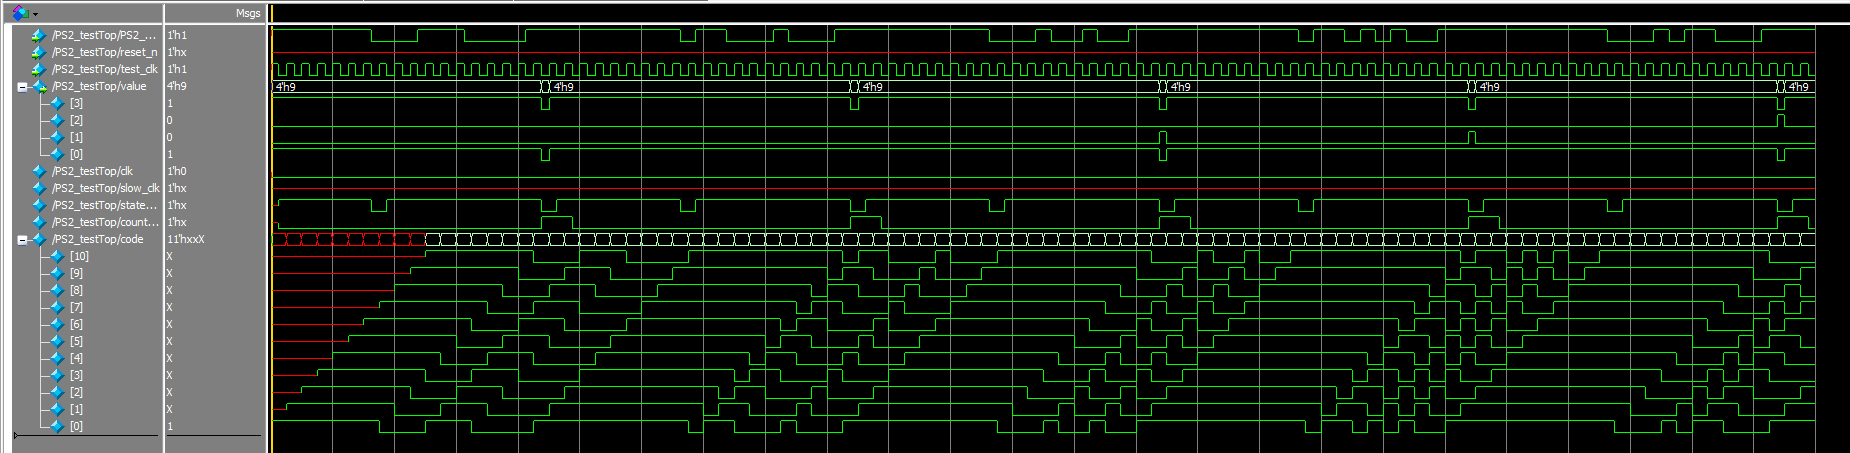 Msgs
/PS2_testTop/PS2_... 1'h1
/PS2_testTop/reset_n 1'hx
/PS2_testTop/test_clk 1'h1
/PS2_testTop/value 4'h9 4'h9 4'h9 4'h9 4'h9 4'h9 4'h9
[3] 1
[2] 0
[1] 0
[0] 1
/PS2_testTop/clk 1'h0
/PS2_testTop/slow_clk 1'hx
/PS2_testTop/state... 1'hx
/PS2_testTop/count... 1'hx
/PS2_testTop/code 11'hxxX
[10] X
[9] X
[8] X
[7] X
[6] X
[5] X
[4] X
[3] X
[2] X
[1] X
[0] 1